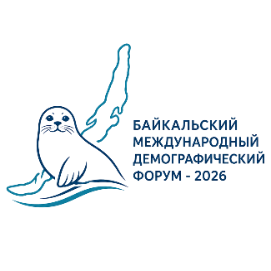 БАЙКАЛЬСКИЙ
МЕЖДУНАРОДНЫЙ
ДЕМОГРАФИЧЕСКИЙ
ФОРУМ - 2026